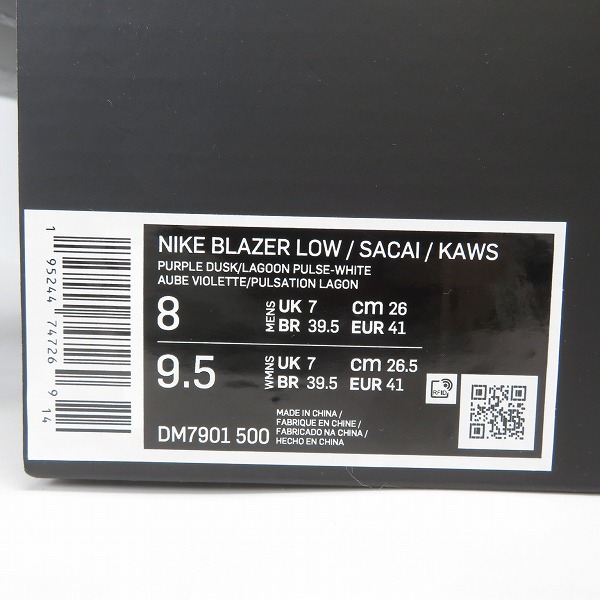 1 95244 74726 9 14
NIKE BLAZER LOW / SACAI / KAWS
PURPLE DUSK/LAGOON PULSE-WHITE
AUBE VIOLETTE/PULSATION LAGON
8 MENS UK 7 cm 26
BR 39.5 EUR 41
9.5 WMNS UK 7 cm 26.5
BR 39.5 EUR 41
RFID
DM7901 500
MADE IN CHINA /
FABRIQUE EN CHINE /
FABRICADO NA CHINA /
HECHO EN CHINA